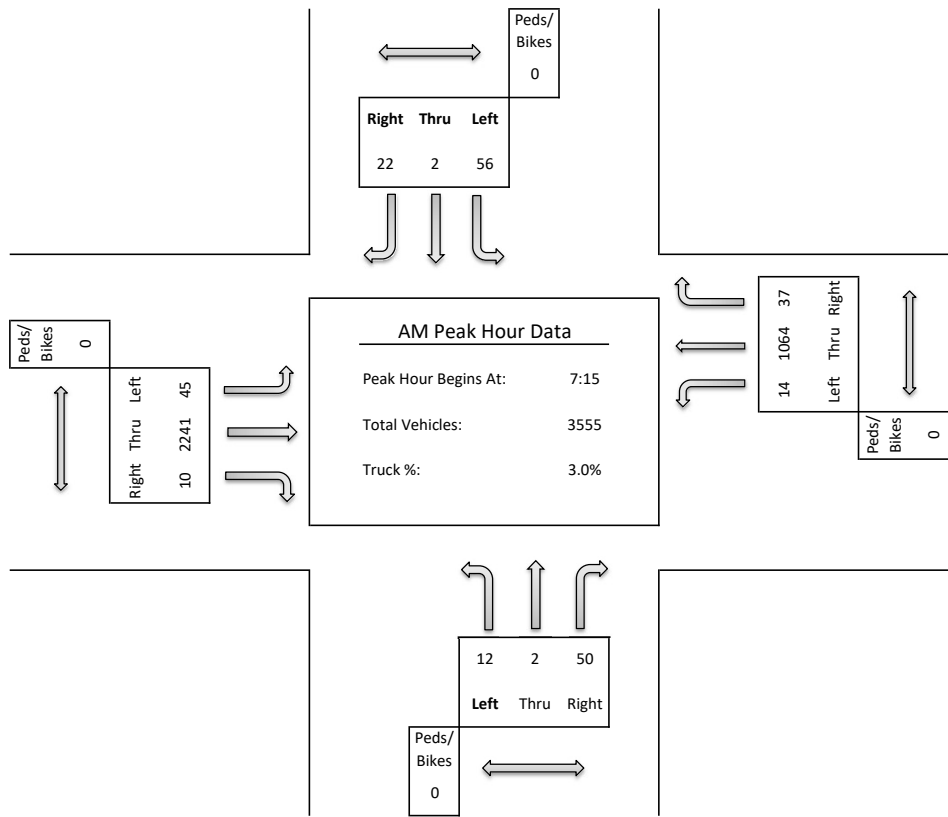 Peds/
Bikes
0
Right Thru Left
22 2 56
37 Right
1064 Thru
14 Left
Peds/
Bikes
0
AM Peak Hour Data
Peak Hour Begins At: 7:15
Total Vehicles: 3555
Truck %: 3.0%
Peds/
Bikes
0
Left 45
Thru 2241
Right 10
12 2 50
Left Thru Right
Peds/
Bikes
0